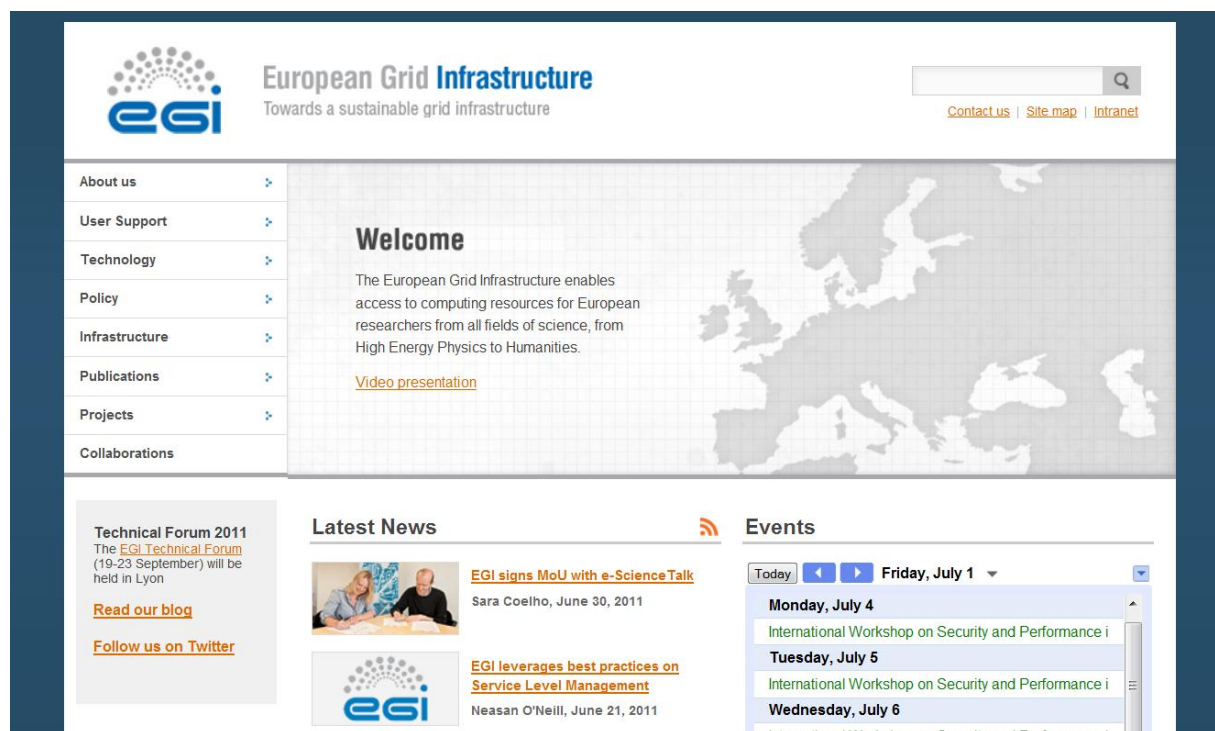 egi
European Grid Infrastructure
Towards a sustainable grid infrastructure
Contact us | Site map | Intranet
About us
User Support
Technology
Policy
Infrastructure
Publications
Projects
Collaborations
Welcome
The European Grid Infrastructure enables
access to computing resources for European
researchers from all fields of science, from
High Energy Physics to Humanities.
Video presentation
Technical Forum 2011
The EGI Technical Forum
(19-23 September) will be
held in Lyon
Read our blog
Follow us on Twitter
Latest News
EGI signs MoU with e-ScienceTalk
Sara Coelho, June 30, 2011
egi
EGI leverages best practices on
Service Level Management
Neasan O'Neill, June 21, 2011
Events
Today Friday, July 1
Monday, July 4
International Workshop on Security and Performance i
Tuesday, July 5
International Workshop on Security and Performance i
Wednesday, July 6